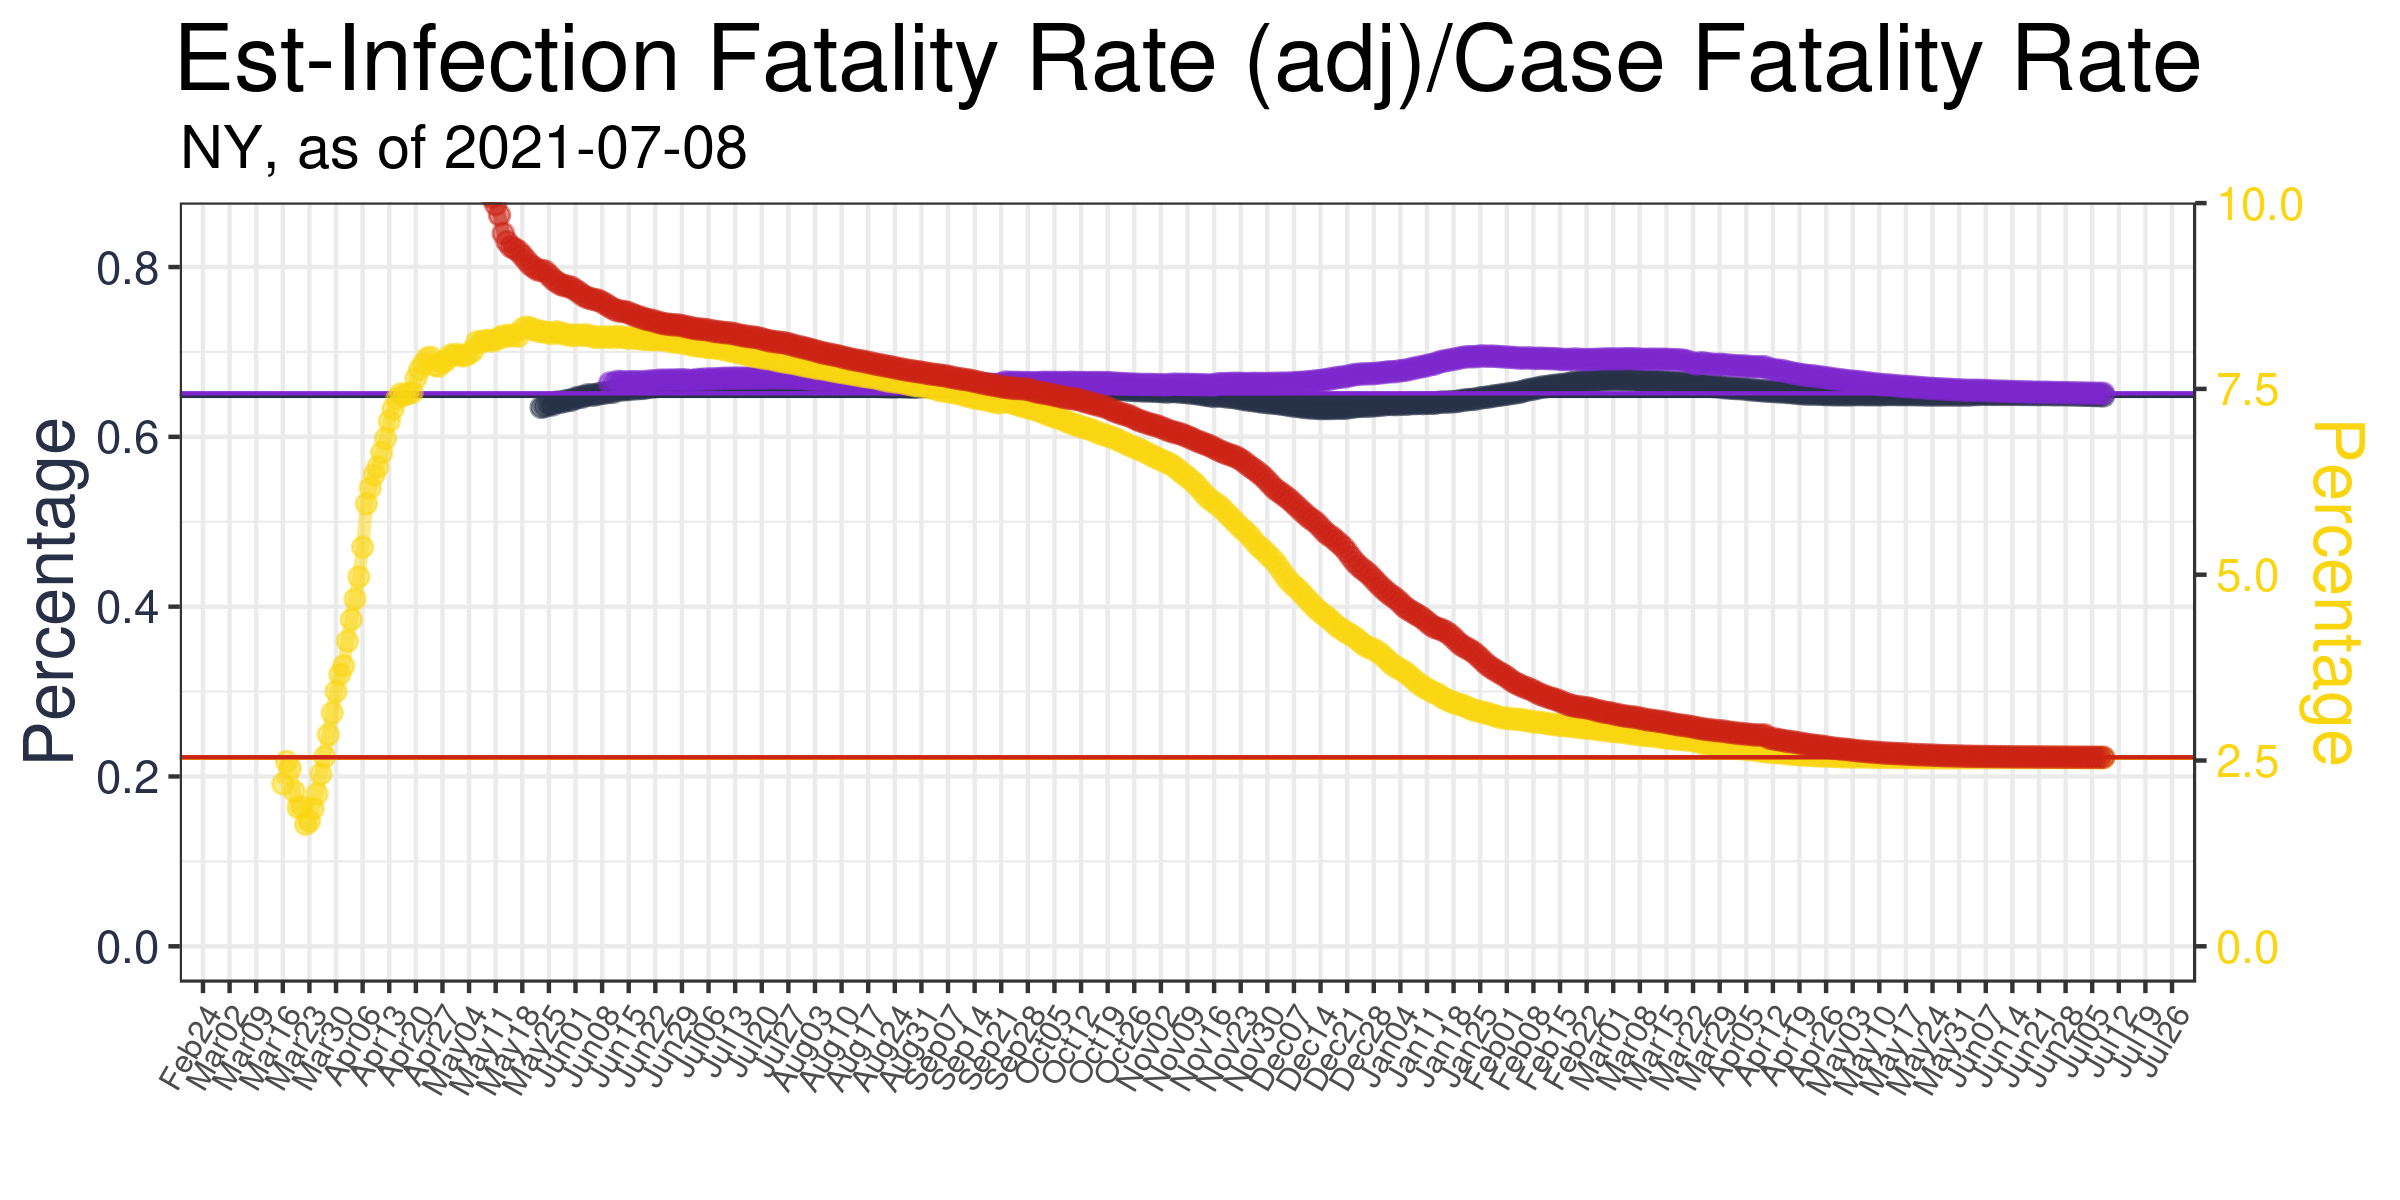 Est-Infection Fatality Rate (adj)/Case Fatality Rate
NY, as of 2021-07-08
Percentage
0.8
0.6
0.4
0.2
0.0
10.0
7.5
5.0
2.5
0.0
Percentage
Feb24
Mar02
Mar09
Mar16
Mar23
Mar30
Apr06
Apr13
Apr20
Apr27
May04
May11
May18
May25
Jun01
Jun08
Jun15
Jun22
Jun29
Jul06
Jul13
Jul20
Jul27
Aug03
Aug10
Aug17
Aug24
Aug31
Sep07
Sep14
Sep21
Sep28
Oct05
Oct12
Oct19
Oct26
Nov02
Nov09
Nov16
Nov23
Nov30
Dec07
Dec14
Dec21
Dec28
Jan04
Jan11
Jan18
Jan25
Feb01
Feb08
Feb15
Feb22
Mar01
Mar08
Mar15
Mar22
Mar29
Apr05
Apr12
Apr19
Apr26
May03
May10
May17
May24
May31
Jun07
Jun14
Jun21
Jun28
Jul05
Jul12
Jul19
Jul26